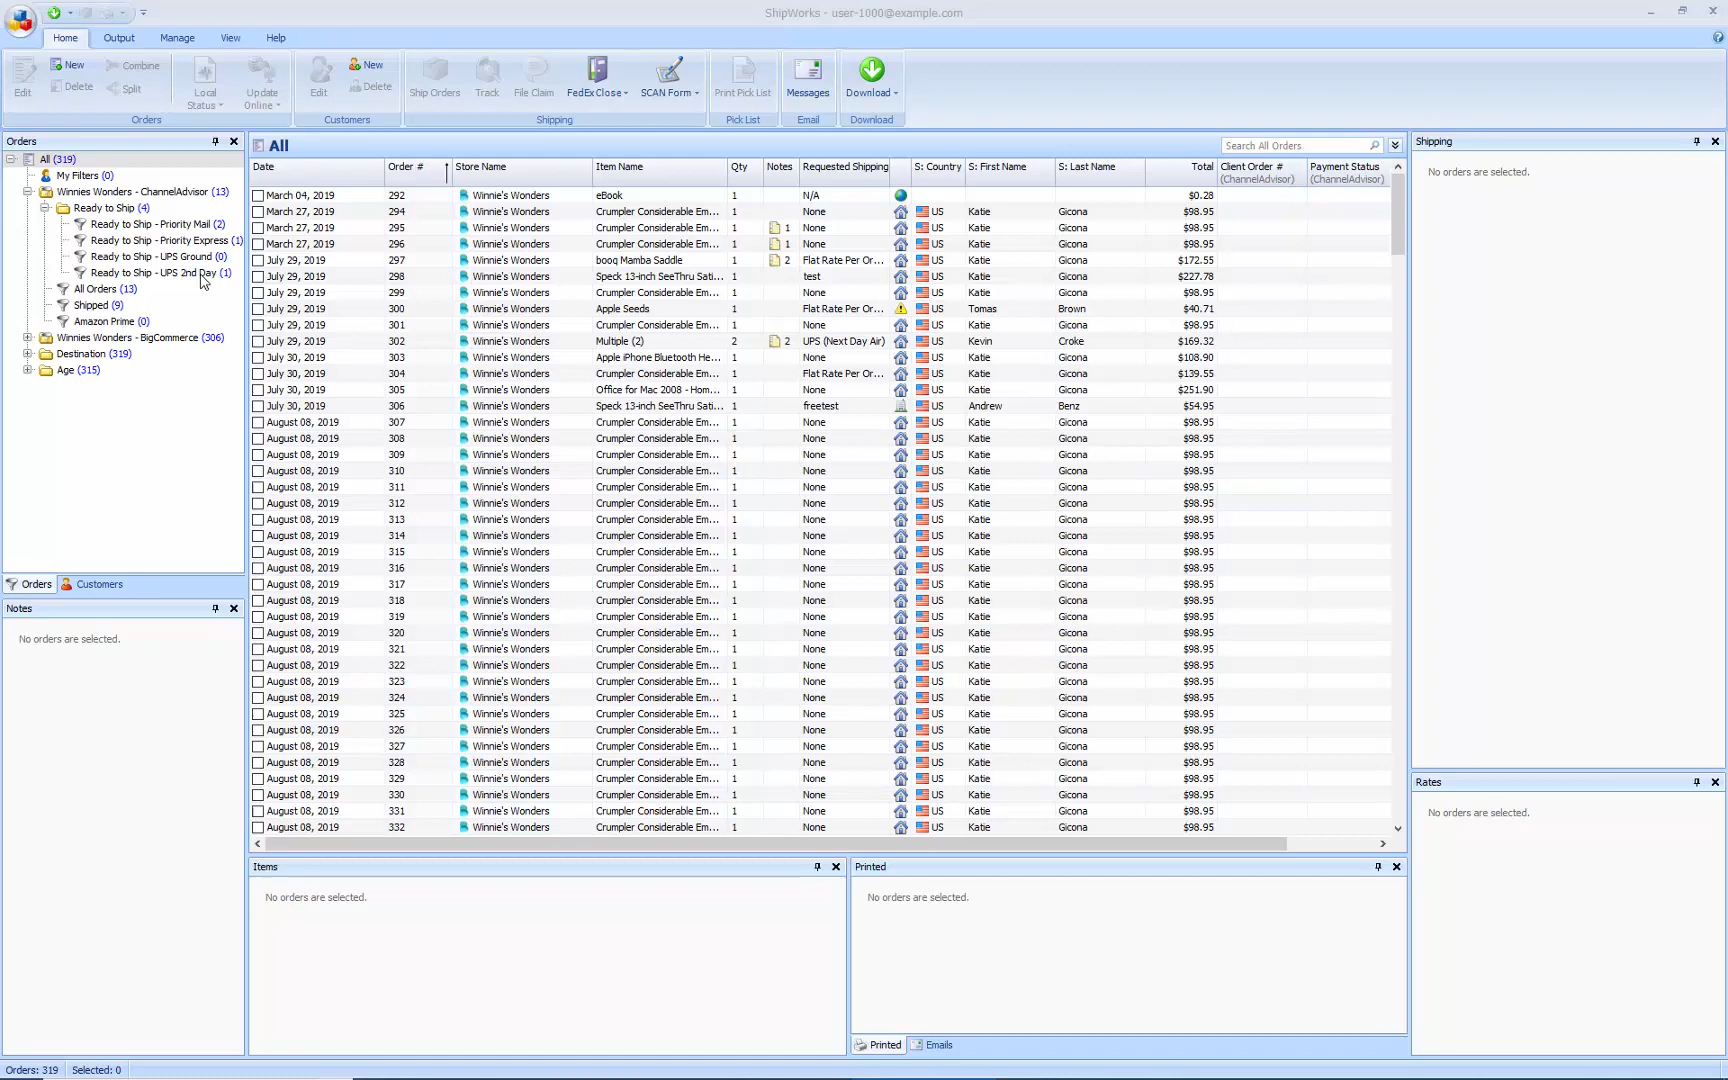 ShipWorks - user-1000@example.com
Home Output Manage View Help
Edit New Delete Combine Split Local Status Update Online Edit New Delete Ship Orders Track File Claim FedEx Close SCAN Form Print Pick List Messages Download
Orders Customers Shipping Pick List Email Download
Orders
All (319)
My Filters (0)
Winnies Wonders - ChannelAdvisor (13)
Ready to Ship (4)
Ready to Ship - Priority Mail (2)
Ready to Ship - Priority Express (1)
Ready to Ship - UPS Ground (0)
Ready to Ship - UPS 2nd Day (1)
All Orders (13)
Shipped (9)
Amazon Prime (0)
Winnies Wonders - BigCommerce (306)
Destination (319)
Age (315)
Orders Customers
Notes
No orders are selected.
All Search All Orders
Date Order # Store Name Item Name Qty Notes Requested Shipping S: Country S: First Name S: Last Name Total Client Order # (ChannelAdvisor) Payment Status (ChannelAdvisor)
March 04, 2019 292 Winnie's Wonders eBook 1 N/A $0.28
March 27, 2019 294 Winnie's Wonders Crumpler Considerable Em... 1 None US Katie Gicona $98.95
March 27, 2019 295 Winnie's Wonders Crumpler Considerable Em... 1 1 None US Katie Gicona $98.95
March 27, 2019 296 Winnie's Wonders Crumpler Considerable Em... 1 1 None US Katie Gicona $98.95
July 29, 2019 297 Winnie's Wonders booq Mamba Saddle 1 2 Flat Rate Per Or... US Katie Gicona $172.55
July 29, 2019 298 Winnie's Wonders Speck 13-inch SeeThru Sati... 1 test US Katie Gicona $227.78
July 29, 2019 299 Winnie's Wonders Crumpler Considerable Em... 1 None US Katie Gicona $98.95
July 29, 2019 300 Winnie's Wonders Apple Seeds 1 Flat Rate Per Or... US Tomas Brown $40.71
July 29, 2019 301 Winnie's Wonders Crumpler Considerable Em... 1 None US Katie Gicona $98.95
July 29, 2019 302 Winnie's Wonders Multiple (2) 2 2 UPS (Next Day Air) US Kevin Croke $169.32
July 30, 2019 303 Winnie's Wonders Apple iPhone Bluetooth He... 1 None US Katie Gicona $108.90
July 30, 2019 304 Winnie's Wonders Crumpler Considerable Em... 1 Flat Rate Per Or... US Katie Gicona $139.55
July 30, 2019 305 Winnie's Wonders Office for Mac 2008 - Hom... 1 None US Katie Gicona $251.90
July 30, 2019 306 Winnie's Wonders Speck 13-inch SeeThru Sati... 1 freetest US Andrew Benz $54.95
August 08, 2019 307 Winnie's Wonders Crumpler Considerable Em... 1 None US Katie Gicona $98.95
August 08, 2019 308 Winnie's Wonders Crumpler Considerable Em... 1 None US Katie Gicona $98.95
August 08, 2019 309 Winnie's Wonders Crumpler Considerable Em... 1 None US Katie Gicona $98.95
August 08, 2019 310 Winnie's Wonders Crumpler Considerable Em... 1 None US Katie Gicona $98.95
August 08, 2019 311 Winnie's Wonders Crumpler Considerable Em... 1 None US Katie Gicona $98.95
August 08, 2019 312 Winnie's Wonders Crumpler Considerable Em... 1 None US Katie Gicona $98.95
August 08, 2019 313 Winnie's Wonders Crumpler Considerable Em... 1 None US Katie Gicona $98.95
August 08, 2019 314 Winnie's Wonders Crumpler Considerable Em... 1 None US Katie Gicona $98.95
August 08, 2019 315 Winnie's Wonders Crumpler Considerable Em... 1 None US Katie Gicona $98.95
August 08, 2019 316 Winnie's Wonders Crumpler Considerable Em... 1 None US Katie Gicona $98.95
August 08, 2019 317 Winnie's Wonders Crumpler Considerable Em... 1 None US Katie Gicona $98.95
August 08, 2019 318 Winnie's Wonders Crumpler Considerable Em... 1 None US Katie Gicona $98.95
August 08, 2019 319 Winnie's Wonders Crumpler Considerable Em... 1 None US Katie Gicona $98.95
August 08, 2019 320 Winnie's Wonders Crumpler Considerable Em... 1 None US Katie Gicona $98.95
August 08, 2019 321 Winnie's Wonders Crumpler Considerable Em... 1 None US Katie Gicona $98.95
August 08, 2019 322 Winnie's Wonders Crumpler Considerable Em... 1 None US Katie Gicona $98.95
August 08, 2019 323 Winnie's Wonders Crumpler Considerable Em... 1 None US Katie Gicona $98.95
August 08, 2019 324 Winnie's Wonders Crumpler Considerable Em... 1 None US Katie Gicona $98.95
August 08, 2019 325 Winnie's Wonders Crumpler Considerable Em... 1 None US Katie Gicona $98.95
August 08, 2019 326 Winnie's Wonders Crumpler Considerable Em... 1 None US Katie Gicona $98.95
August 08, 2019 327 Winnie's Wonders Crumpler Considerable Em... 1 None US Katie Gicona $98.95
August 08, 2019 328 Winnie's Wonders Crumpler Considerable Em... 1 None US Katie Gicona $98.95
August 08, 2019 329 Winnie's Wonders Crumpler Considerable Em... 1 None US Katie Gicona $98.95
August 08, 2019 330 Winnie's Wonders Crumpler Considerable Em... 1 None US Katie Gicona $98.95
August 08, 2019 331 Winnie's Wonders Crumpler Considerable Em... 1 None US Katie Gicona $98.95
August 08, 2019 332 Winnie's Wonders Crumpler Considerable Em... 1 None US Katie Gicona $98.95
Items
No orders are selected.
Printed
No orders are selected.
Printed Emails
Shipping
No orders are selected.
Rates
No orders are selected.
Orders: 319 Selected: 0